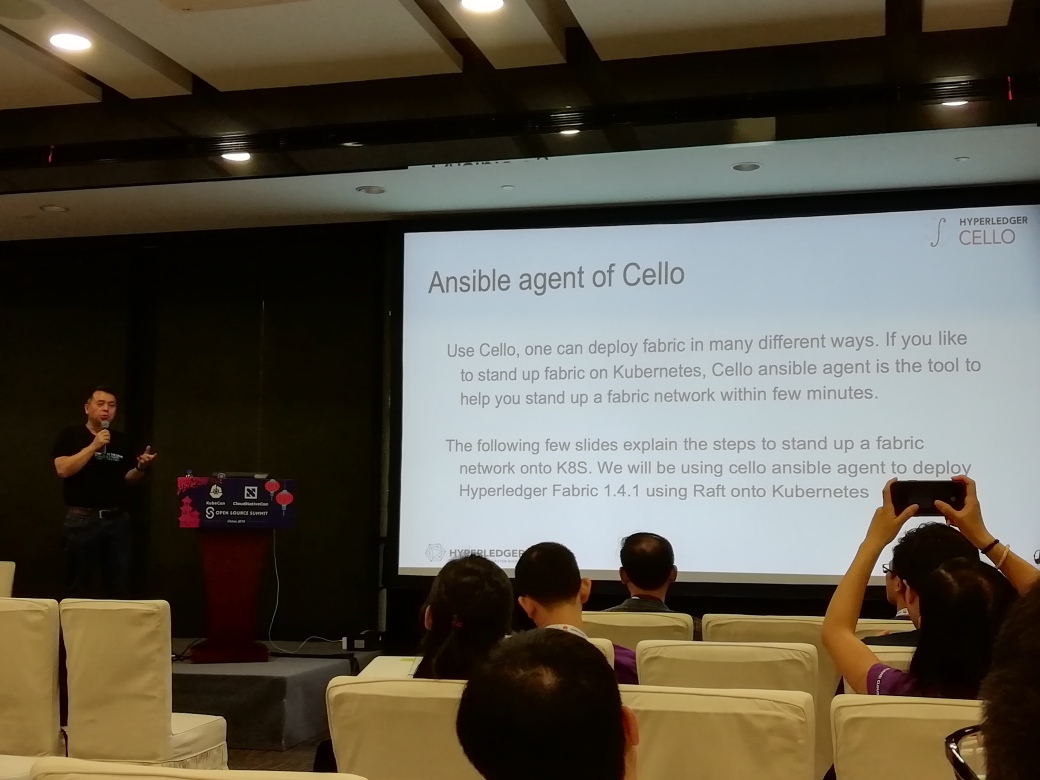 HYPERLEDGER
CELLO
Ansible agent of Cello
Use Cello, one can deploy fabric in many different ways. If you like
to stand up fabric on Kubernetes, Cello ansible agent is the tool to
help you stand up a fabric network within few minutes.
The following few slides explain the steps to stand up a fabric
network onto K8S. We will be using cello ansible agent to deploy
Hyperledger Fabric 1.4.1 using Raft onto Kubernetes
HYPERLEDGER
KubeCon
CloudNativeCon
OPEN SOURCE SUMMIT
China 2019